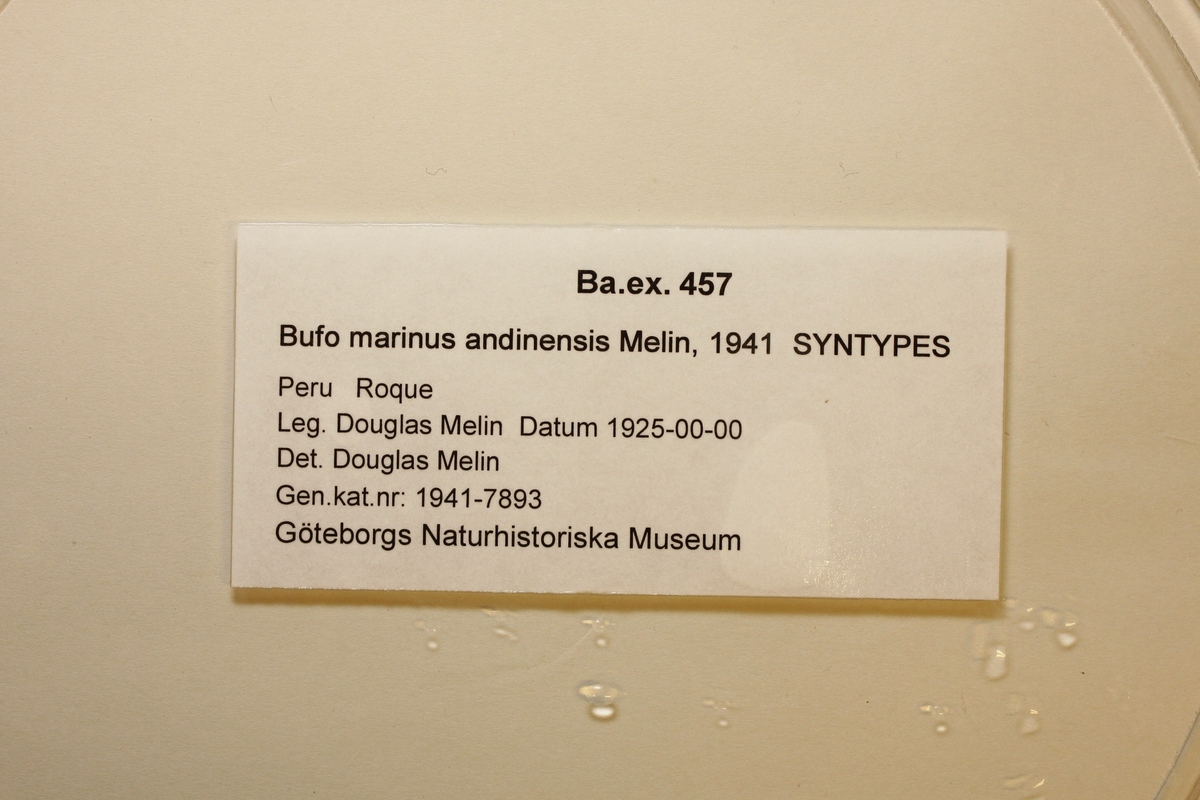 Ba.ex. 457
Bufo marinus andinensis Melin, 1941 SYNTYPES
Peru Roque
Leg. Douglas Melin Datum 1925-00-00
Det. Douglas Melin
Gen.kat.nr: 1941-7893
Göteborgs Naturhistoriska Museum